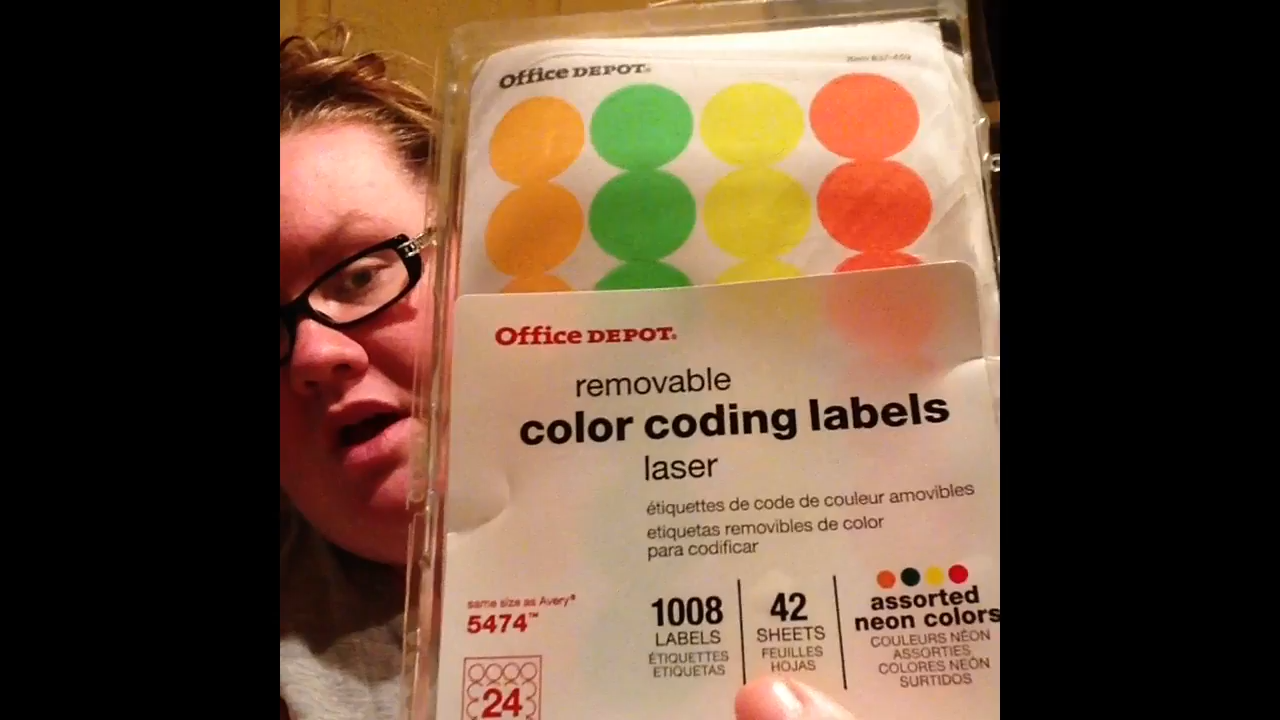 Office DEPOT
Office DEPOT®
removable
color coding labels
laser
étiquettes de code de couleur amovibles
etiquetas removibles de color
para codificar
same size as Avery®
5474™
1008
LABELS
ÉTIQUETTES
ETIQUETAS
42
SHEETS
FEUILLES
HOJAS
assorted
neon colors
COULEURS NÉON
ASSORTIES
COLORES NEÓN
SURTIDOS
24